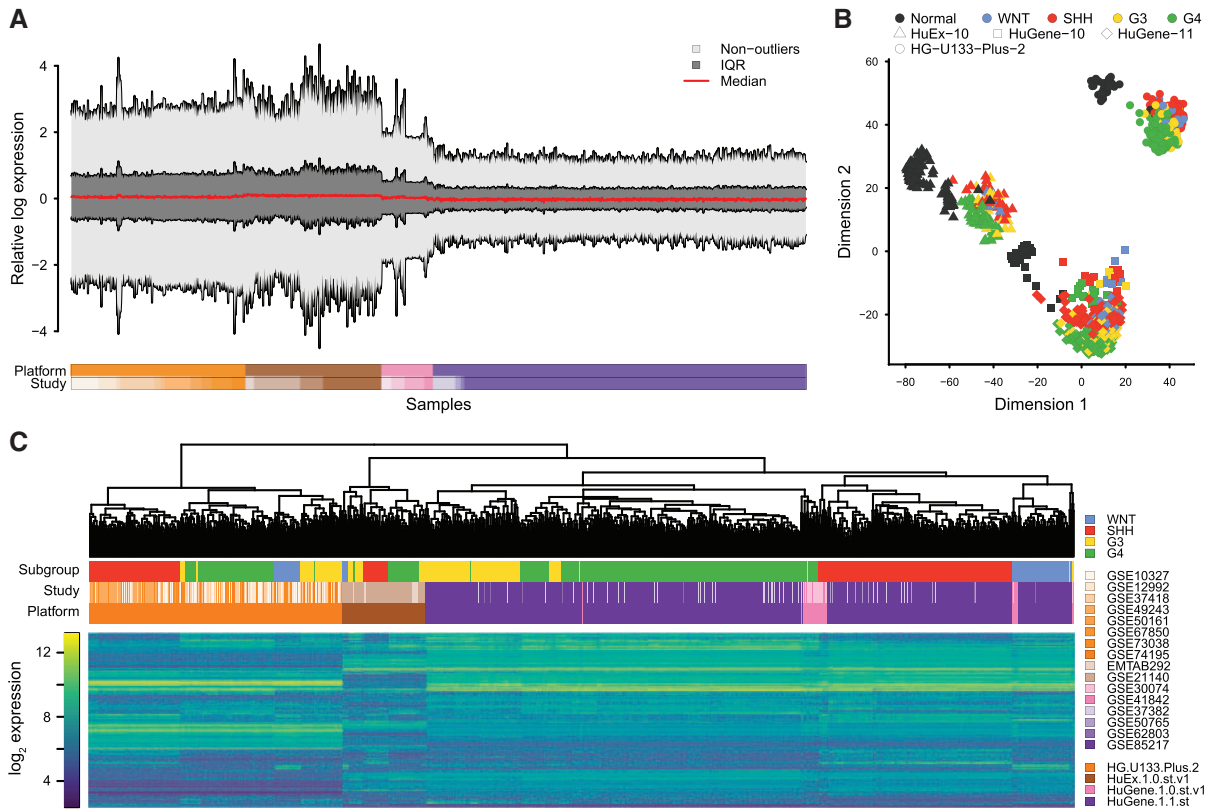 A
Relative log expression
4
2
0
−2
−4
Non−outliers
IQR
Median
Platform
Study
Samples
B
Normal WNT SHH G3 G4
HuEx−10 HuGene−10 HuGene−11
HG−U133−Plus−2
Dimension 2
60
40
20
0
−20
−80 −60 −40 −20 0 20 40
Dimension 1
C
Subgroup
Study
Platform
log2 expression
12
8
4
WNT
SHH
G3
G4
GSE10327
GSE12992
GSE37418
GSE49243
GSE50161
GSE67850
GSE73038
GSE74195
EMTAB292
GSE21140
GSE30074
GSE41842
GSE37382
GSE50765
GSE62803
GSE85217
HG.U133.Plus.2
HuEx.1.0.st.v1
HuGene.1.0.st.v1
HuGene.1.1.st